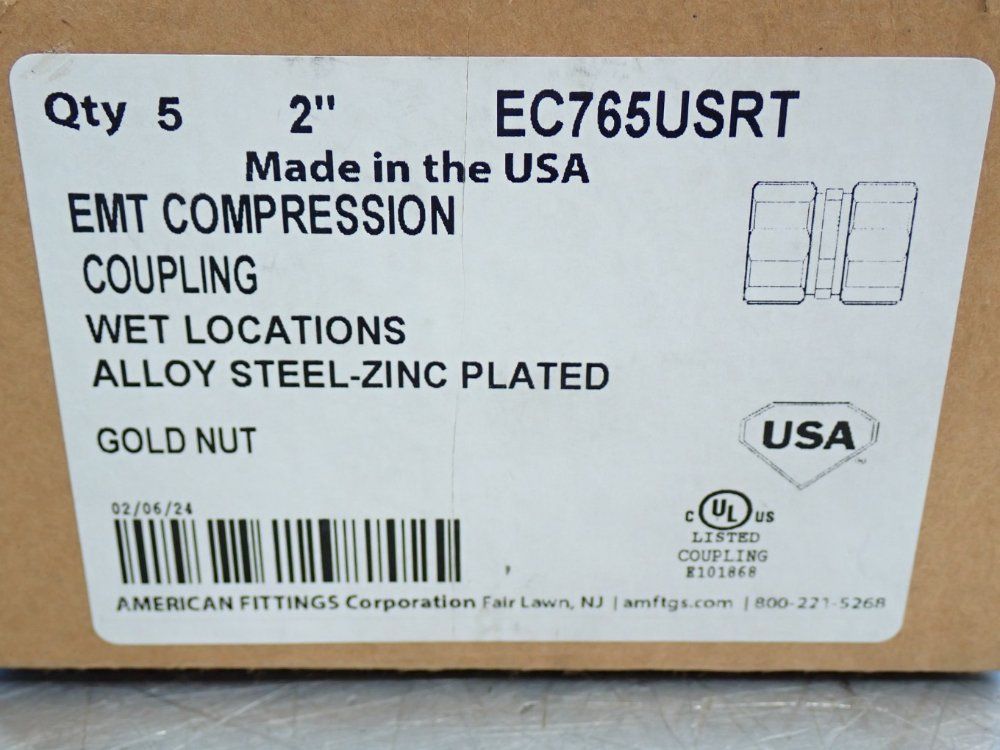 Qty 5 2" EC765USRT
Made in the USA
EMT COMPRESSION
COUPLING
WET LOCATIONS
ALLOY STEEL-ZINC PLATED
GOLD NUT
USA
02/06/24
C UL US
LISTED
COUPLING
E101868
AMERICAN FITTINGS Corporation Fair Lawn, NJ | amftgs.com | 800-221-5268